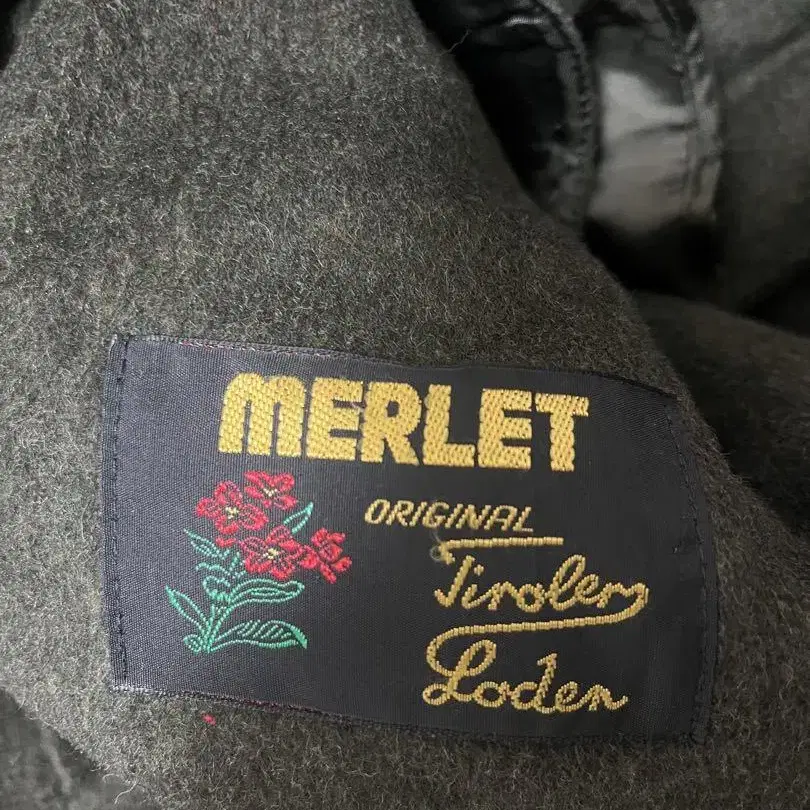 MERLET
ORIGINAL
Tiroler
Loden